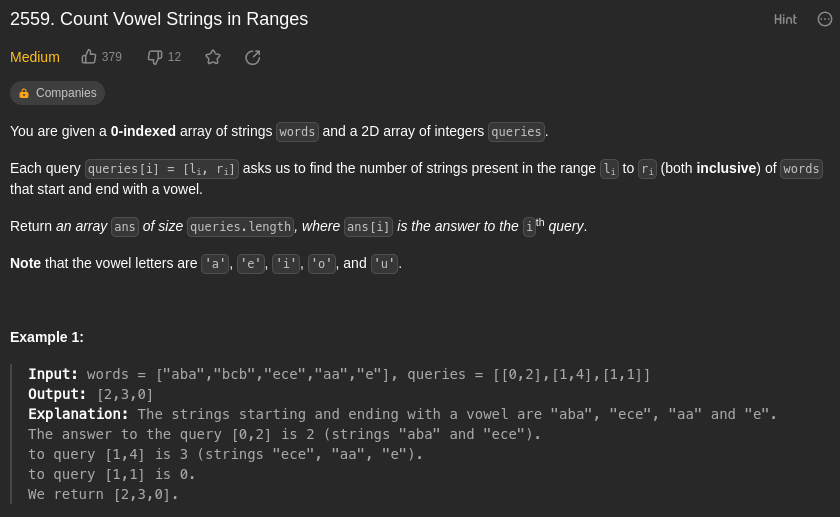 2559. Count Vowel Strings in Ranges
Hint
Medium 379 12
Companies
You are given a 0-indexed array of strings words and a 2D array of integers queries.
Each query queries[i] = [lᵢ, rᵢ] asks us to find the number of strings present in the range lᵢ to rᵢ (both inclusive) of words
that start and end with a vowel.
Return an array ans of size queries.length, where ans[i] is the answer to the iᵗʰ query.
Note that the vowel letters are 'a', 'e', 'i', 'o', and 'u'.
Example 1:
Input: words = ["aba","bcb","ece","aa","e"], queries = [[0,2],[1,4],[1,1]]
Output: [2,3,0]
Explanation: The strings starting and ending with a vowel are "aba", "ece", "aa" and "e".
The answer to the query [0,2] is 2 (strings "aba" and "ece").
to query [1,4] is 3 (strings "ece", "aa", "e").
to query [1,1] is 0.
We return [2,3,0].